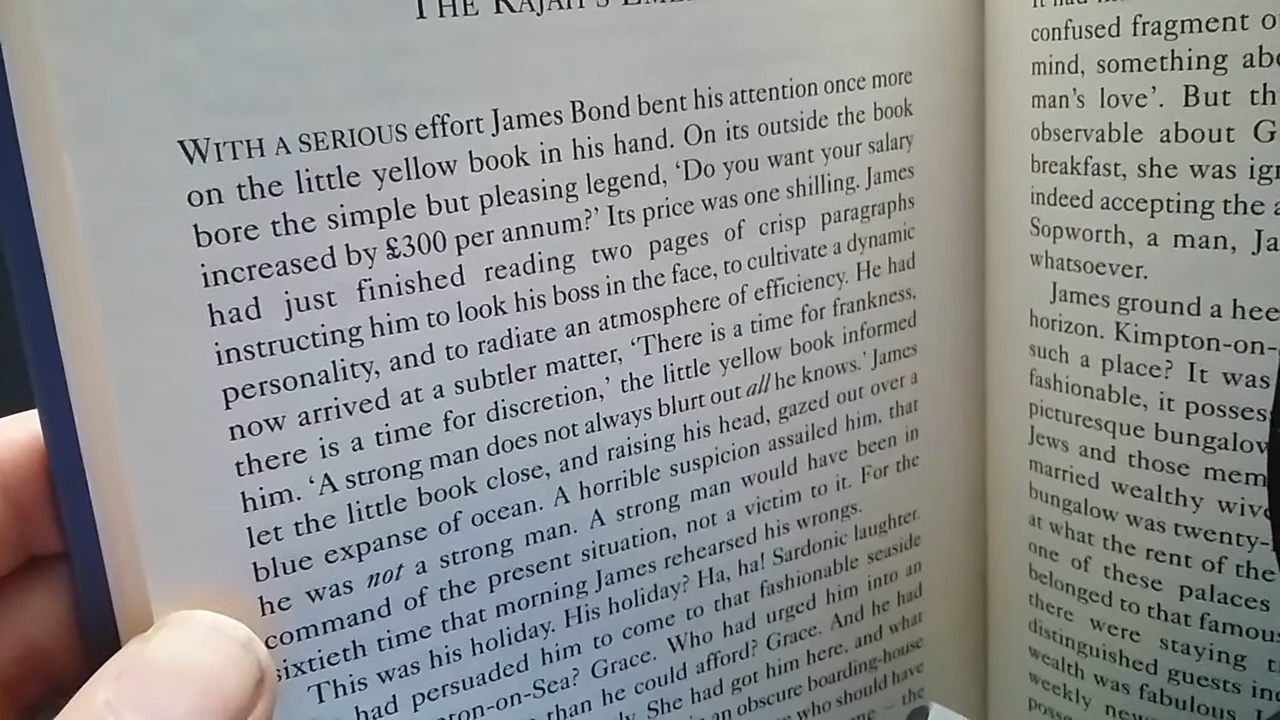 THE RAJAH'S
WITH A SERIOUS effort James Bond bent his attention once more
on the little yellow book in his hand. On its outside the book
bore the simple but pleasing legend, 'Do you want your salary
increased by £300 per annum?' Its price was one shilling. James
had just finished reading two pages of crisp paragraphs
instructing him to look his boss in the face, to cultivate a dynamic
personality, and to radiate an atmosphere of efficiency. He had
now arrived at a subtler matter, 'There is a time for frankness,
there is a time for discretion,' the little yellow book informed
him. 'A strong man does not always blurt out all he knows.' James
let the little book close, and raising his head, gazed out over a
blue expanse of ocean. A horrible suspicion assailed him, that
he was not a strong man. A strong man would have been in
command of the present situation, not a victim to it. For the
sixtieth time that morning James rehearsed his wrongs.
This was his holiday. His holiday? Ha, ha! Sardonic laughter.
had persuaded him to come to that fashionable seaside
ton-on-Sea? Grace. Who had urged him into an
than he could afford? Grace. And he had
She had got him here, and what
an obscure boarding-house
who should have
– the
confused fragment
mind, something
man's love'. But
observable about
breakfast, she was
indeed accepting the
Sopworth, a man,
whatsoever.
James ground a
horizon. Kimpton-on-
such a place? It was
fashionable, it
picturesque
Jews and those
married wealthy
bungalow was twenty-
at what the rent of the
one of these palaces
belonged to that
there were staying
distinguished guests
wealth was fabulous.
weekly